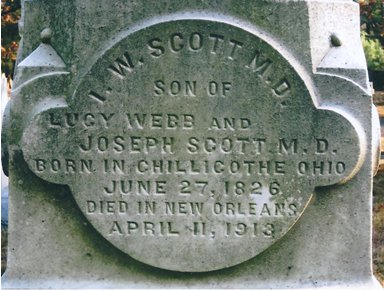 I. W. SCOTT M.D.
SON OF
LUCY WEBB AND
JOSEPH SCOTT M.D.
BORN IN CHILLICOTHE OHIO
JUNE 27, 1826
DIED IN NEW ORLEANS
APRIL 11, 1913